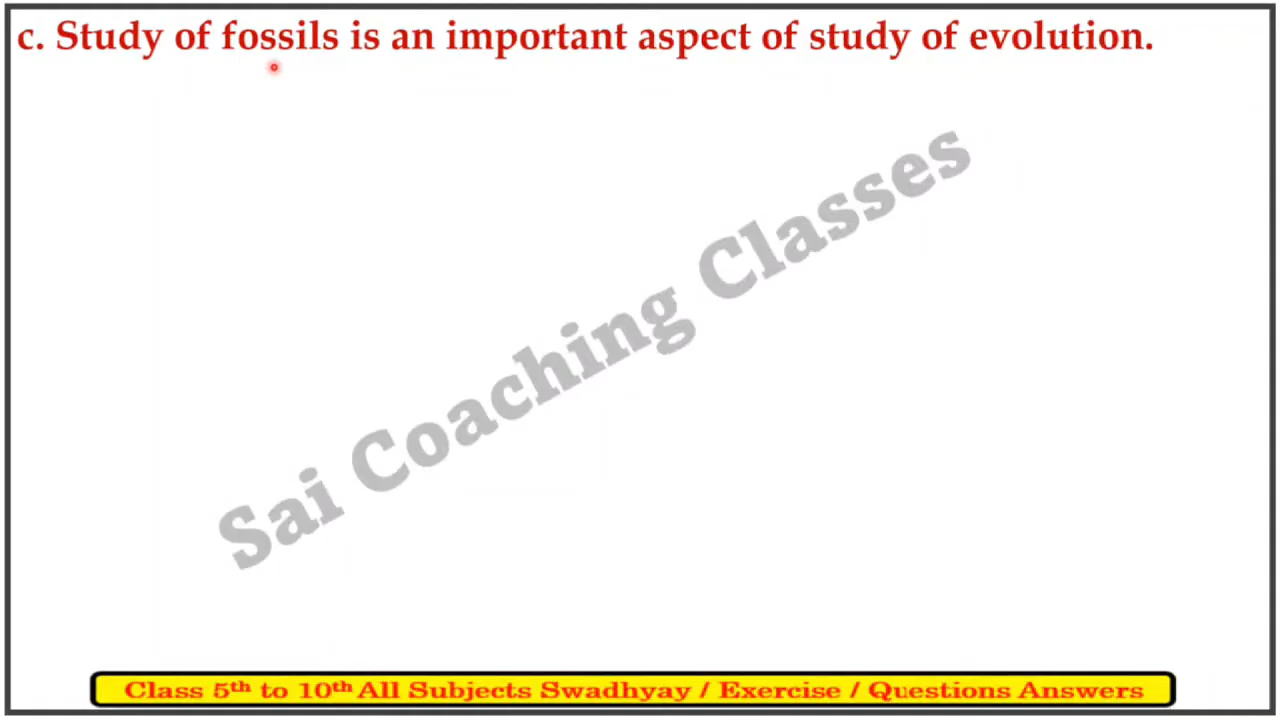 c. Study of fossils is an important aspect of study of evolution.
Sai Coaching Classes
Class 5th to 10th All Subjects Swadhyay / Exercise / Questions Answers